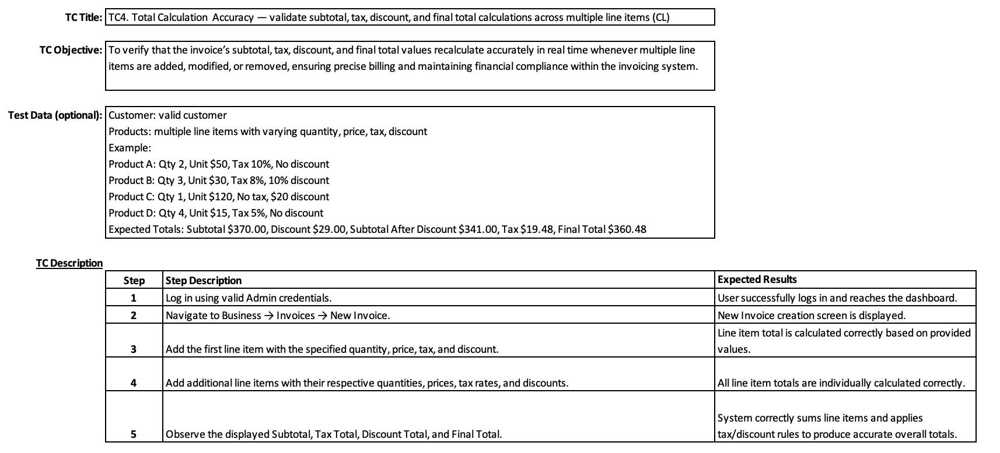 TC Title: TC4. Total Calculation  Accuracy — validate subtotal, tax, discount, and final total calculations across multiple line items (CL)
TC Objective: To verify that the invoice’s subtotal, tax, discount, and final total values recalculate accurately in real time whenever multiple line
items are added, modified, or removed, ensuring precise billing and maintaining financial compliance within the invoicing system.
Test Data (optional): Customer: valid customer
Products: multiple line items with varying quantity, price, tax, discount
Example:
Product A: Qty 2, Unit $50, Tax 10%, No discount
Product B: Qty 3, Unit $30, Tax 8%, 10% discount
Product C: Qty 1, Unit $120, No tax, $20 discount
Product D: Qty 4, Unit $15, Tax 5%, No discount
Expected Totals: Subtotal $370.00, Discount $29.00, Subtotal After Discount $341.00, Tax $19.48, Final Total $360.48
TC Description
Step Step Description Expected Results
1 Log in using valid Admin credentials. User successfully logs in and reaches the dashboard.
2 Navigate to Business → Invoices → New Invoice. New Invoice creation screen is displayed.
Line item total is calculated correctly based on provided
3 Add the first line item with the specified quantity, price, tax, and discount. values.
4 Add additional line items with their respective quantities, prices, tax rates, and discounts. All line item totals are individually calculated correctly.
System correctly sums line items and applies
5 Observe the displayed Subtotal, Tax Total, Discount Total, and Final Total. tax/discount rules to produce accurate overall totals.